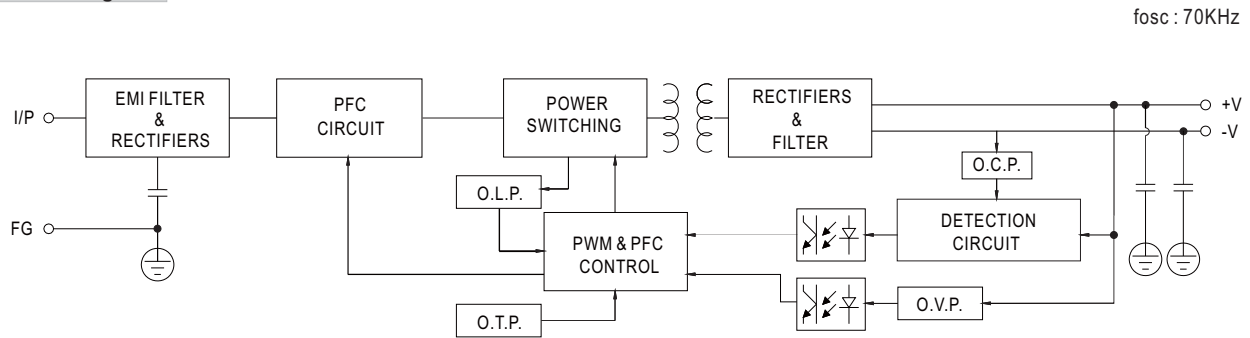 fosc : 70KHz
I/P
EMI FILTER
&
RECTIFIERS
PFC
CIRCUIT
POWER
SWITCHING
RECTIFIERS
&
FILTER
+V
-V
O.C.P.
O.L.P.
DETECTION
CIRCUIT
FG
PWM & PFC
CONTROL
O.V.P.
O.T.P.